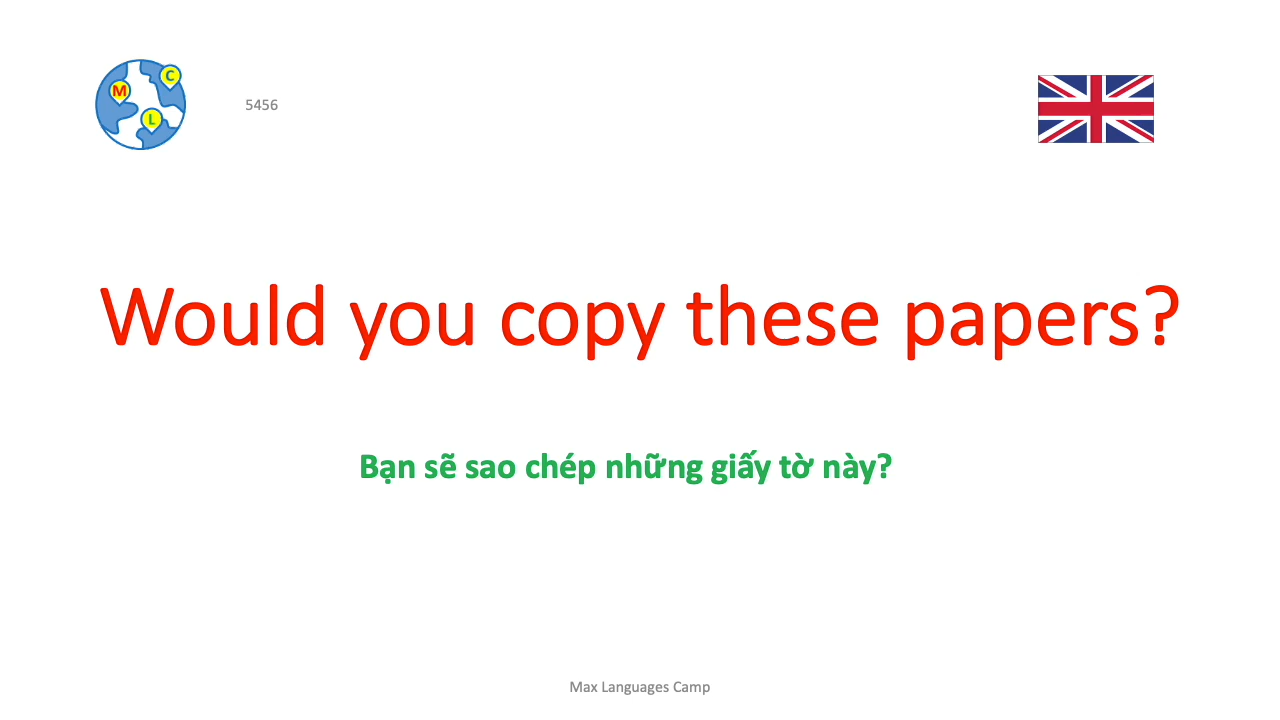 M
C
L
5456
Would you copy these papers?
Bạn sẽ sao chép những giấy tờ này?
Max Languages Camp